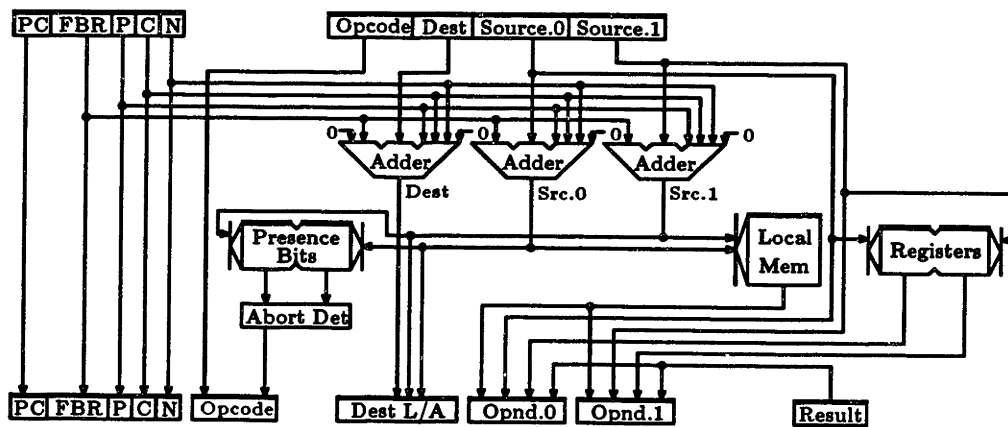 PC FBR P C N
Opcode Dest Source.0 Source.1
0 0 0 0
Adder Adder Adder
Dest Src.0 Src.1
Presence Bits
Local Mem
Registers
Abort Det
PC FBR P C N Opcode Dest L/A Opnd.0 Opnd.1 Result